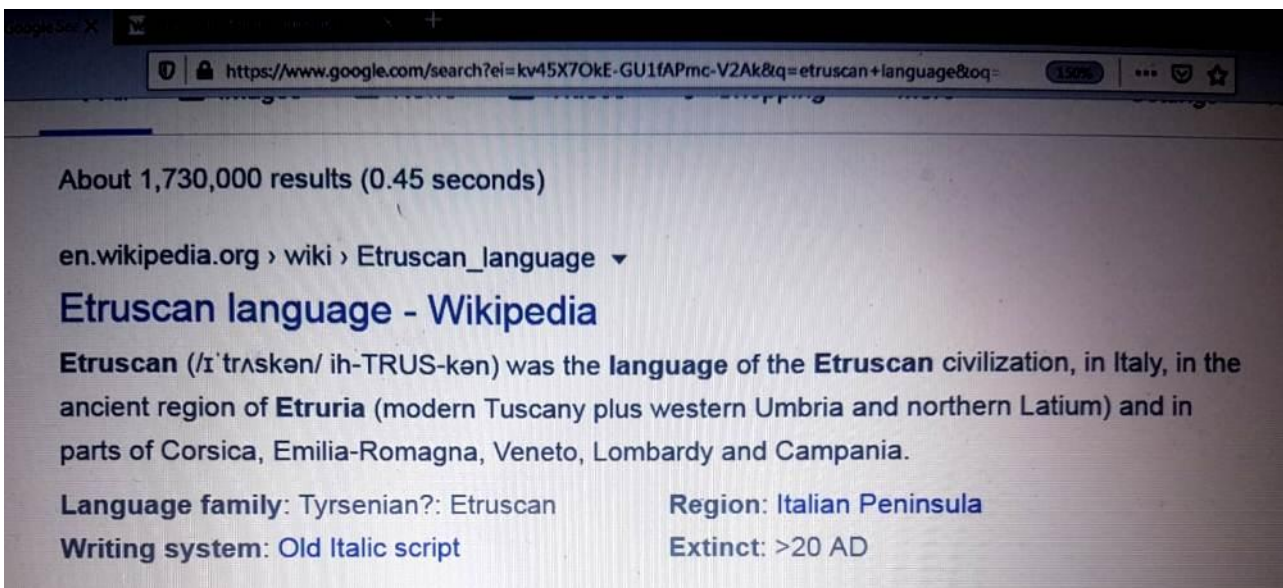 https://www.google.com/search?ei=kv45X7OkE-GU1fAPmc-V2Ak&q=etruscan+language&oq= 150%
About 1,730,000 results (0.45 seconds)
en.wikipedia.org › wiki › Etruscan_language
Etruscan language - Wikipedia
Etruscan (/ɪˈtrʌskən/ ih-TRUS-kən) was the language of the Etruscan civilization, in Italy, in the
ancient region of Etruria (modern Tuscany plus western Umbria and northern Latium) and in
parts of Corsica, Emilia-Romagna, Veneto, Lombardy and Campania.
Language family: Tyrsenian?: Etruscan Region: Italian Peninsula
Writing system: Old Italic script Extinct: >20 AD